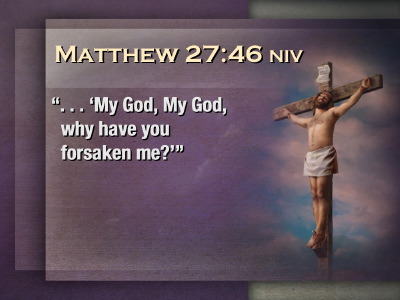 MATTHEW 27:46 NIV
“. . . ‘My God, My God,
why have you
forsaken me?’”